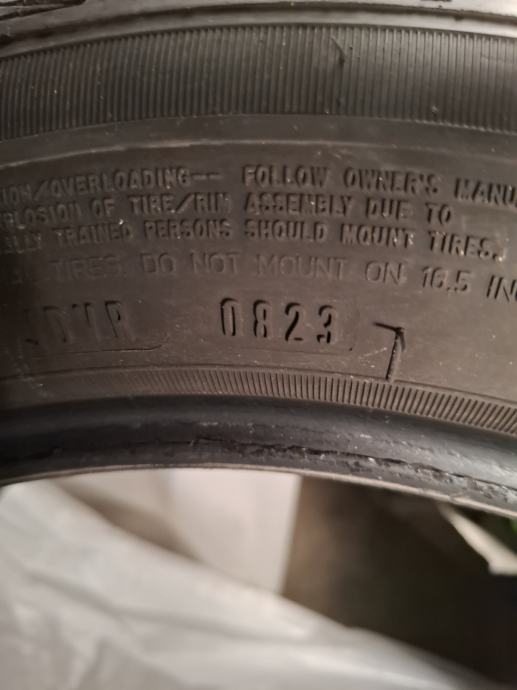 OVERLOADING-- FOLLOW OWNER'S
OF TIRE/RIM ASSEMBLY DUE TO
TRAINED PERSONS SHOULD MOUNT TIRES.
TIRES. DO NOT MOUNT ON 16.5
0823